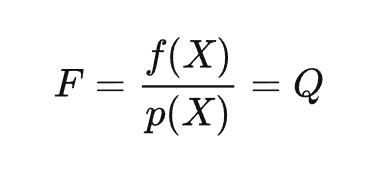 F = f(X) / p(X) = Q